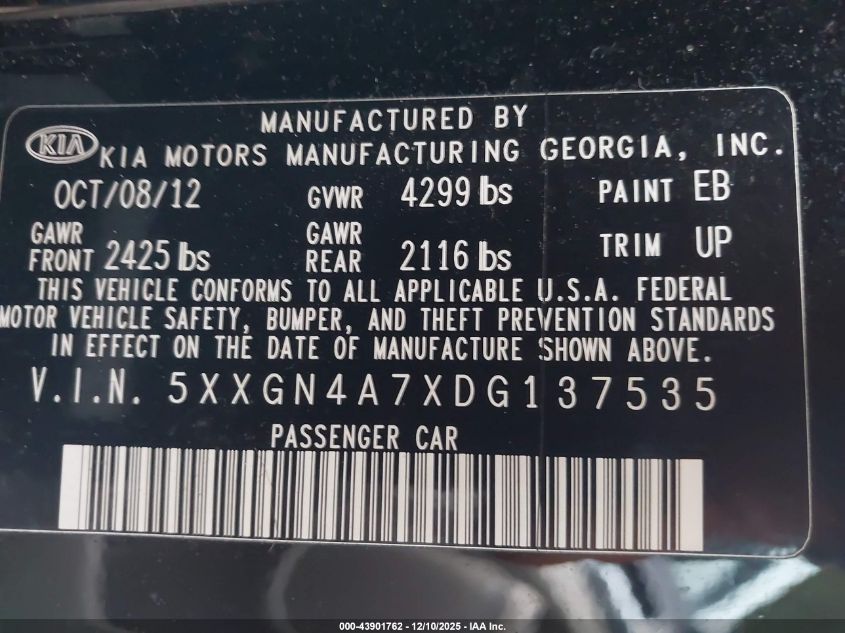 MANUFACTURED BY
KIA KIA MOTORS MANUFACTURING GEORGIA, INC.
OCT/08/12 GVWR 4299 lbs PAINT EB
GAWR FRONT 2425 lbs GAWR REAR 2116 lbs TRIM UP
THIS VEHICLE CONFORMS TO ALL APPLICABLE U.S.A. FEDERAL
MOTOR VEHICLE SAFETY, BUMPER, AND THEFT PREVENTION STANDARDS
IN EFFECT ON THE DATE OF MANUFACTURE SHOWN ABOVE.
V.I.N. 5XXGN4A7XDG137535
PASSENGER CAR
000-43901762 - 12/10/2025 - IAA Inc.